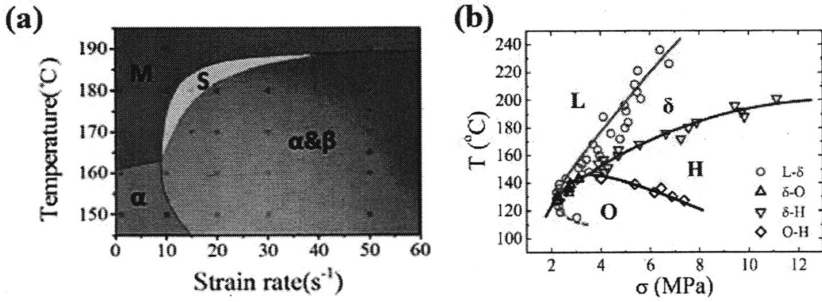 (a)
Temperature(°C)
190
180
170
160
150
M
S
α&β
α
0 10 20 30 40 50 60
Strain rate(s⁻¹)
(b)
T (°C)
240
220
200
180
160
140
120
100
L
δ
H
O
L-δ
δ-O
δ-H
O-H
2 4 6 8 10 12
σ (MPa)